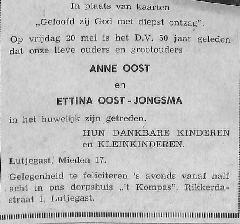 In plaats van kaarten
„Geloofd zij God met diepst ontzag".
Op vrijdag 20 mei is het D.V. 50 jaar geleden
dat onze lieve ouders en grootouders
ANNE OOST
en
ETTINA OOST-JONGSMA
in het huwelijk zijn getreden.
HUN DANKBARE KINDEREN
en KLEINKINDEREN.
Lutjegast, Mieden 17.
Gelegenheid te feliciteren 's avonds vanaf half
acht in ons dorpshuis „'t Kompas", Rikkerda-
straat 1, Lutjegast.